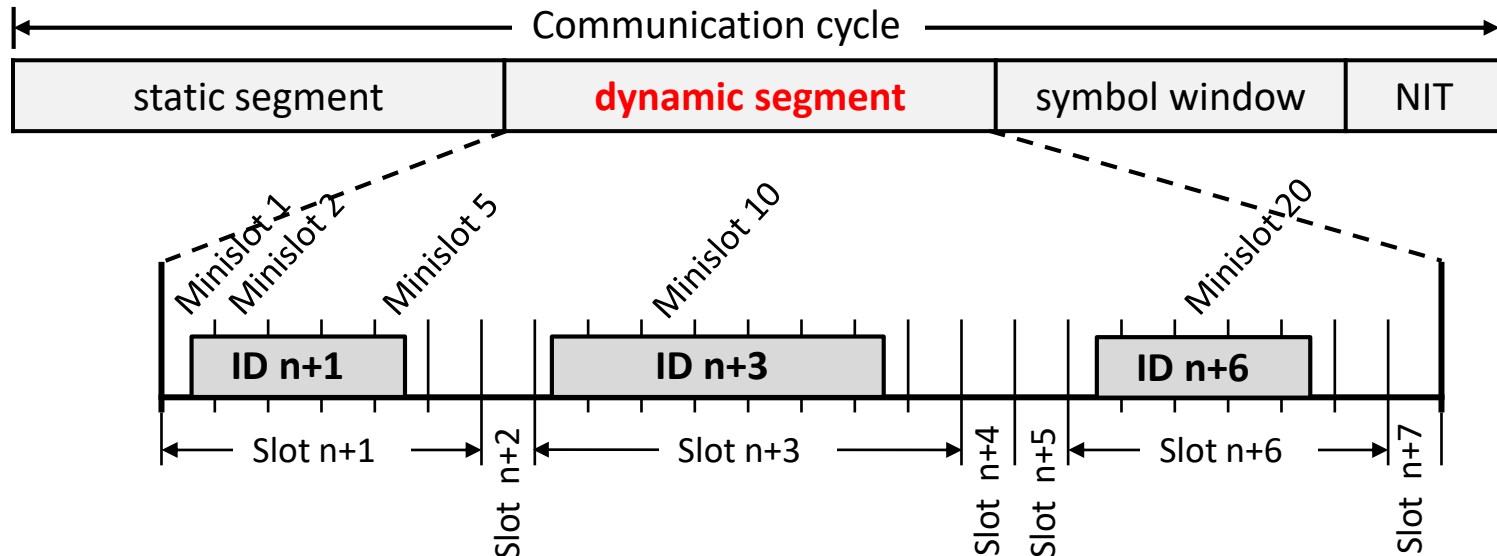 Communication cycle
static segment
dynamic segment
symbol window
NIT
Minislot 1
Minislot 2
Minislot 5
Minislot 10
Minislot 20
ID n+1
ID n+3
ID n+6
Slot n+1
Slot n+2
Slot n+3
Slot n+4
Slot n+5
Slot n+6
Slot n+7